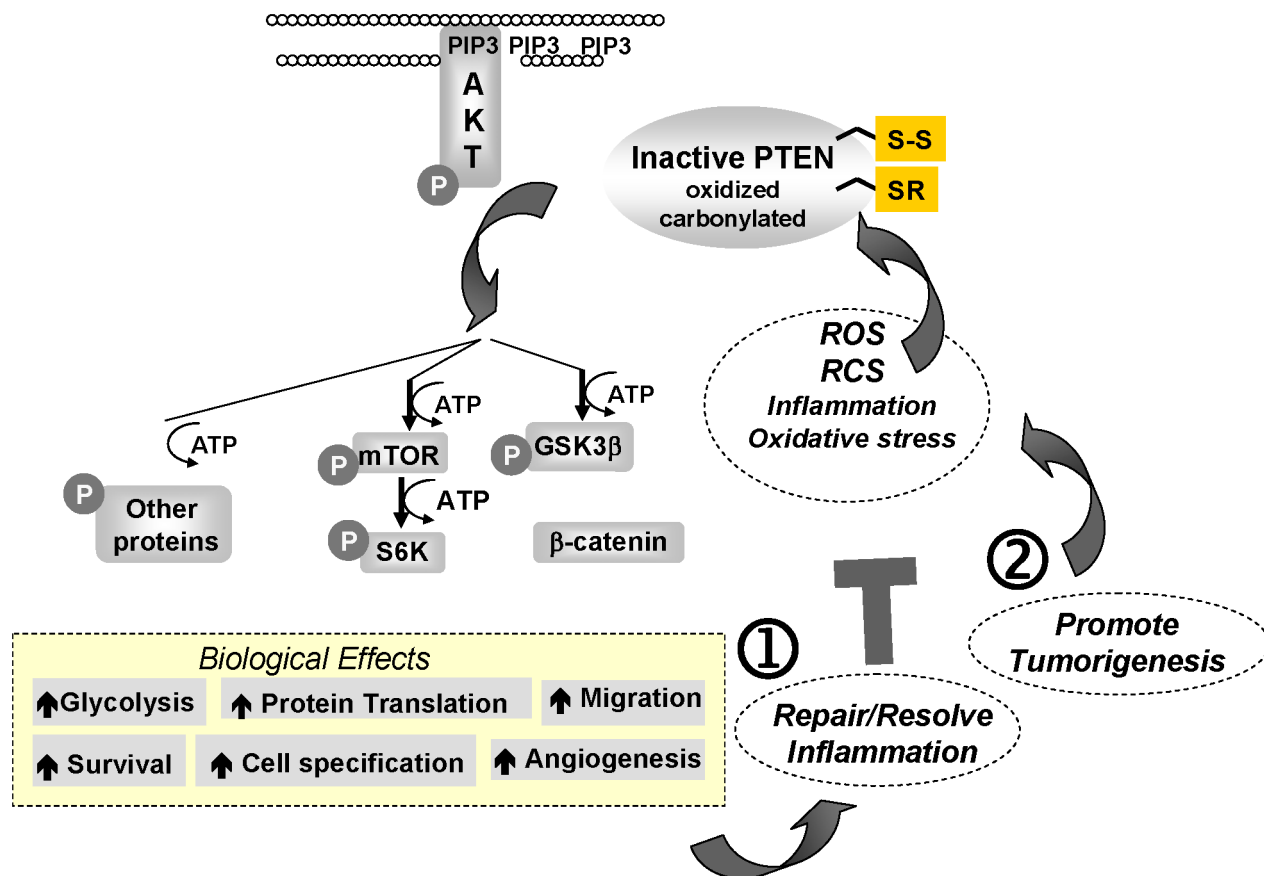 PIP3 PIP3 PIP3
A
K
T
P
Inactive PTEN
oxidized
carbonylated
S-S
SR
ROS
RCS
Inflammation
Oxidative stress
ATP
P
Other
proteins
ATP
P
mTOR
ATP
P
S6K
ATP
P
GSK3β
β-catenin
Biological Effects
Glycolysis
Protein Translation
Migration
Survival
Cell specification
Angiogenesis
1
Repair/Resolve
Inflammation
2
Promote
Tumorigenesis